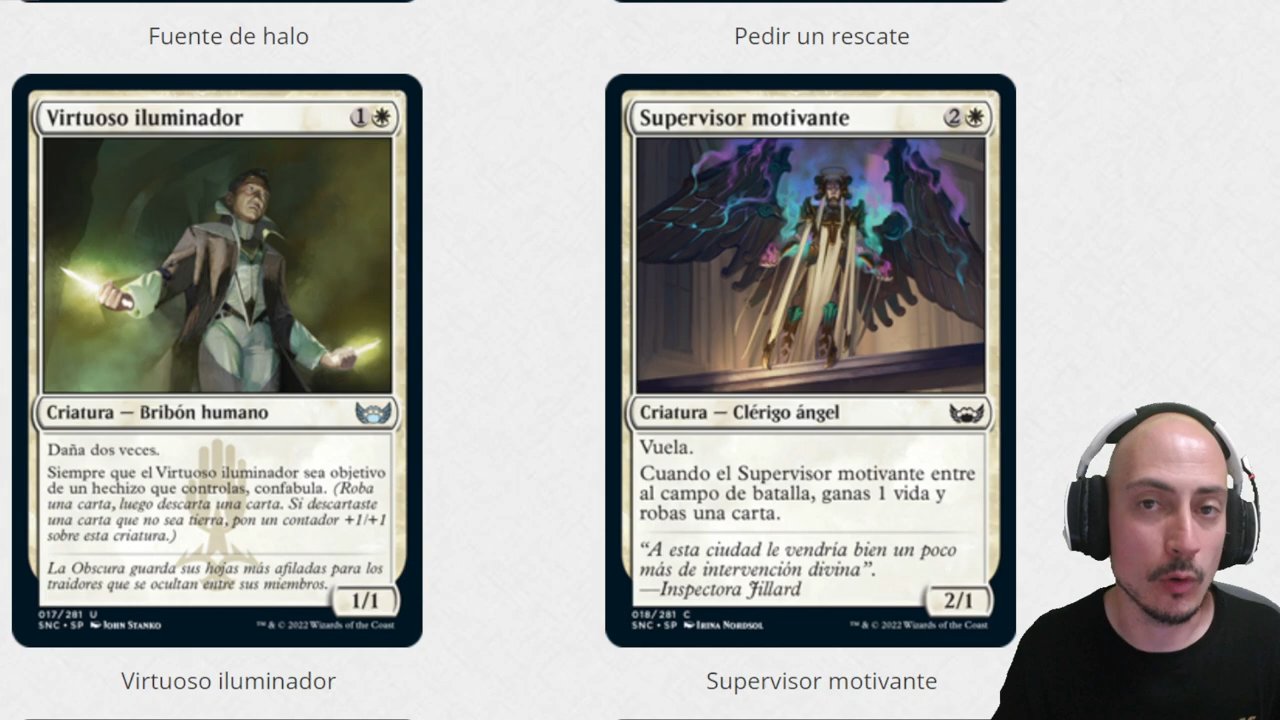 Fuente de halo
Pedir un rescate
Virtuoso iluminador 1
Daña dos veces.
Criatura — Bribón humano
Siempre que el Virtuoso iluminador sea objetivo
de un hechizo que controlas, confabula. (Roba
una carta, luego descarta una carta. Si descartaste
una carta que no sea tierra, pon un contador +1/+1
sobre esta criatura.)
La Obscura guarda sus hojas más afiladas para los
traidores que se ocultan entre sus miembros.
1/1
017/281 U
SNC • SP John Stanko
™ & © 2022 Wizards of the Coast
Virtuoso iluminador
Supervisor motivante 2
Criatura — Clérigo ángel
Vuela.
Cuando el Supervisor motivante entre
al campo de batalla, ganas 1 vida y
robas una carta.
“A esta ciudad le vendría bien un poco
más de intervención divina”.
—Inspectora Jillard
2/1
018/281 C
SNC • SP Irina Nordsol
™ & © 2022 Wizards of the Coast
Supervisor motivante